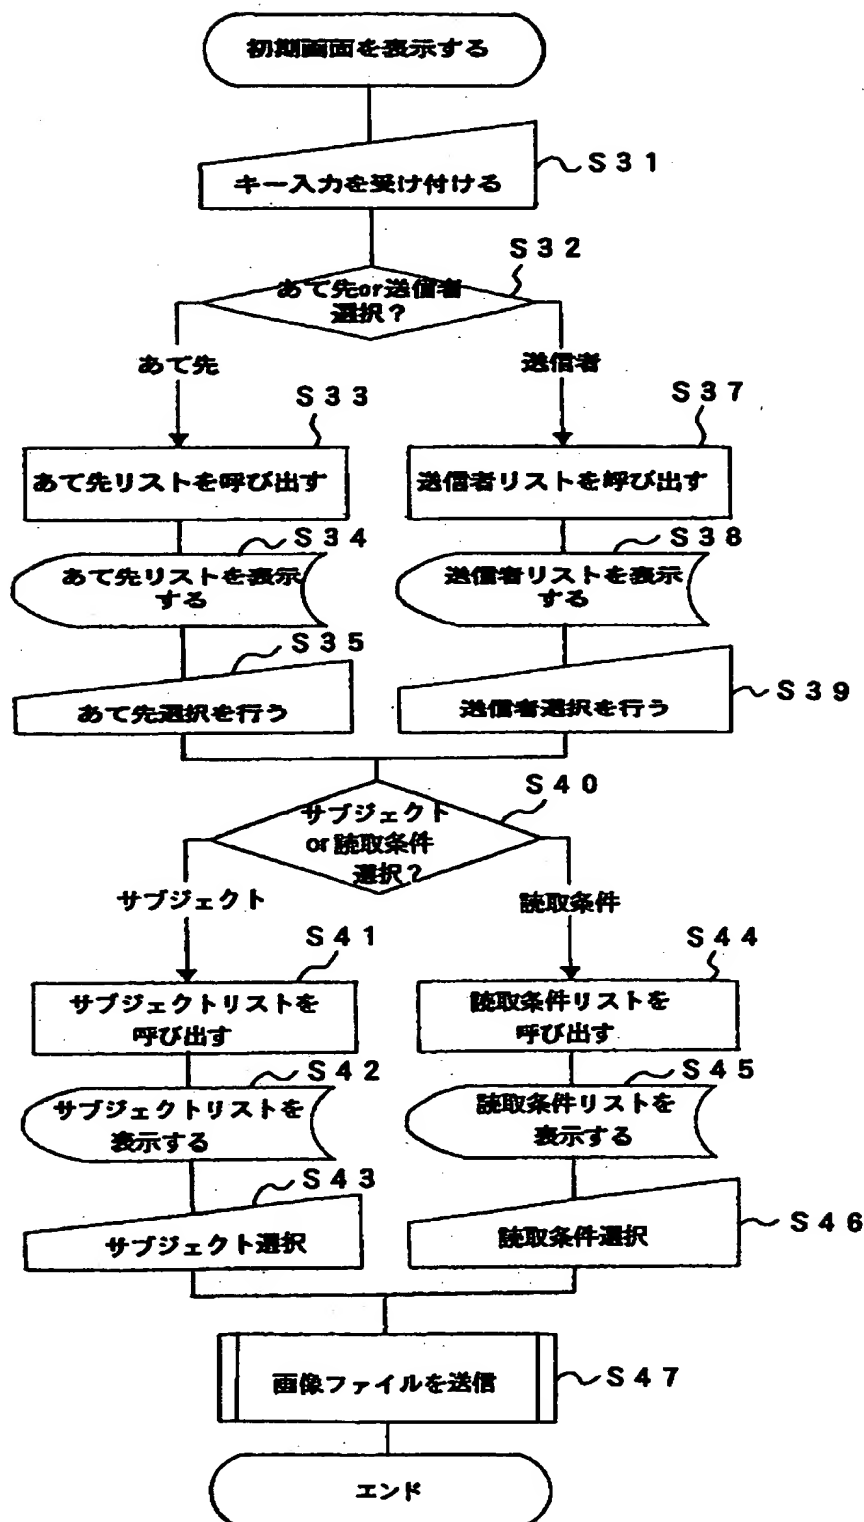 初期画面を表示する
キー入力を受け付ける
S31
S32
あて先or送信者
選択？
あて先
送信者
S33
S37
あて先リストを呼び出す
送信者リストを呼び出す
S34
S38
あて先リストを表示
する
送信者リストを表示
する
S35
あて先選択を行う
送信者選択を行う
S39
S40
サブジェクト
or読取条件
選択？
サブジェクト
読取条件
S41
S44
サブジェクトリストを
呼び出す
読取条件リストを
呼び出す
S42
S45
サブジェクトリストを
表示する
読取条件リストを
表示する
S43
サブジェクト選択
読取条件選択
S46
画像ファイルを送信
S47
エンド